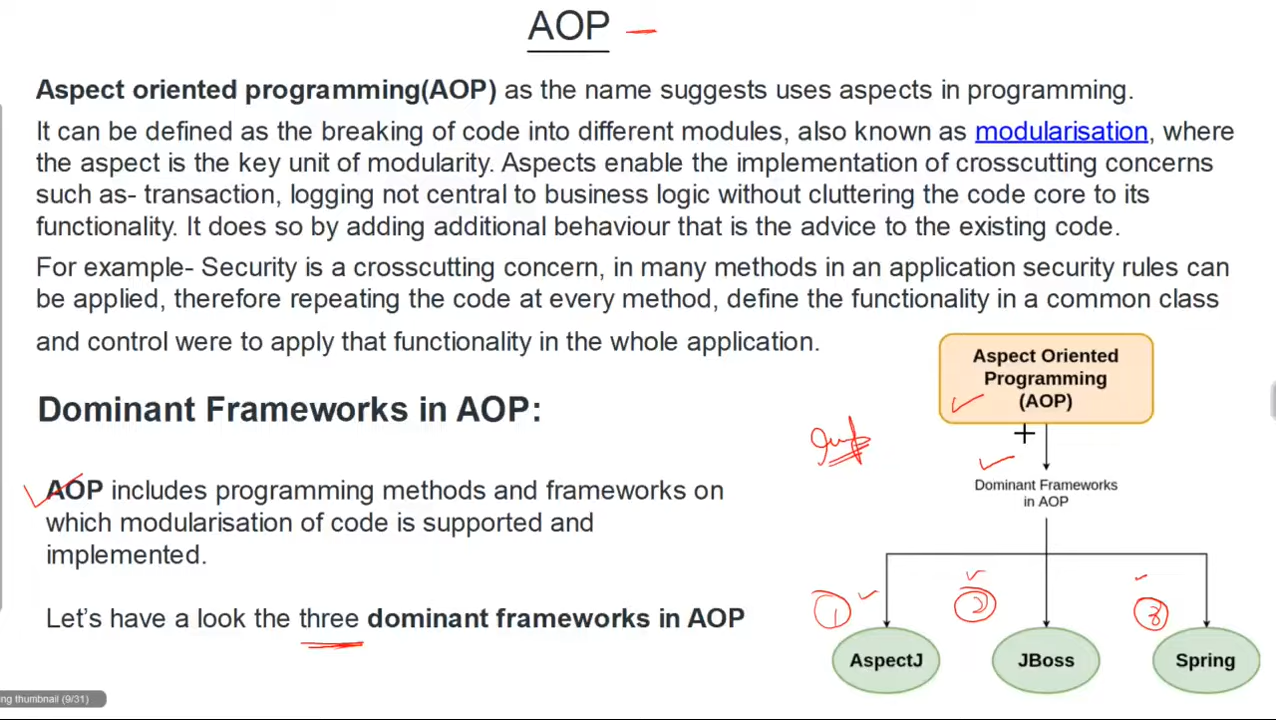 AOP
Aspect oriented programming(AOP) as the name suggests uses aspects in programming.
It can be defined as the breaking of code into different modules, also known as modularisation, where
the aspect is the key unit of modularity. Aspects enable the implementation of crosscutting concerns
such as- transaction, logging not central to business logic without cluttering the code core to its
functionality. It does so by adding additional behaviour that is the advice to the existing code.
For example- Security is a crosscutting concern, in many methods in an application security rules can
be applied, therefore repeating the code at every method, define the functionality in a common class
and control were to apply that functionality in the whole application.
Dominant Frameworks in AOP:
AOP includes programming methods and frameworks on
which modularisation of code is supported and
implemented.
Let's have a look the three dominant frameworks in AOP
Aspect Oriented
Programming
(AOP)
Dominant Frameworks
in AOP
1
2
3
AspectJ
JBoss
Spring
ng thumbnail (9/31)